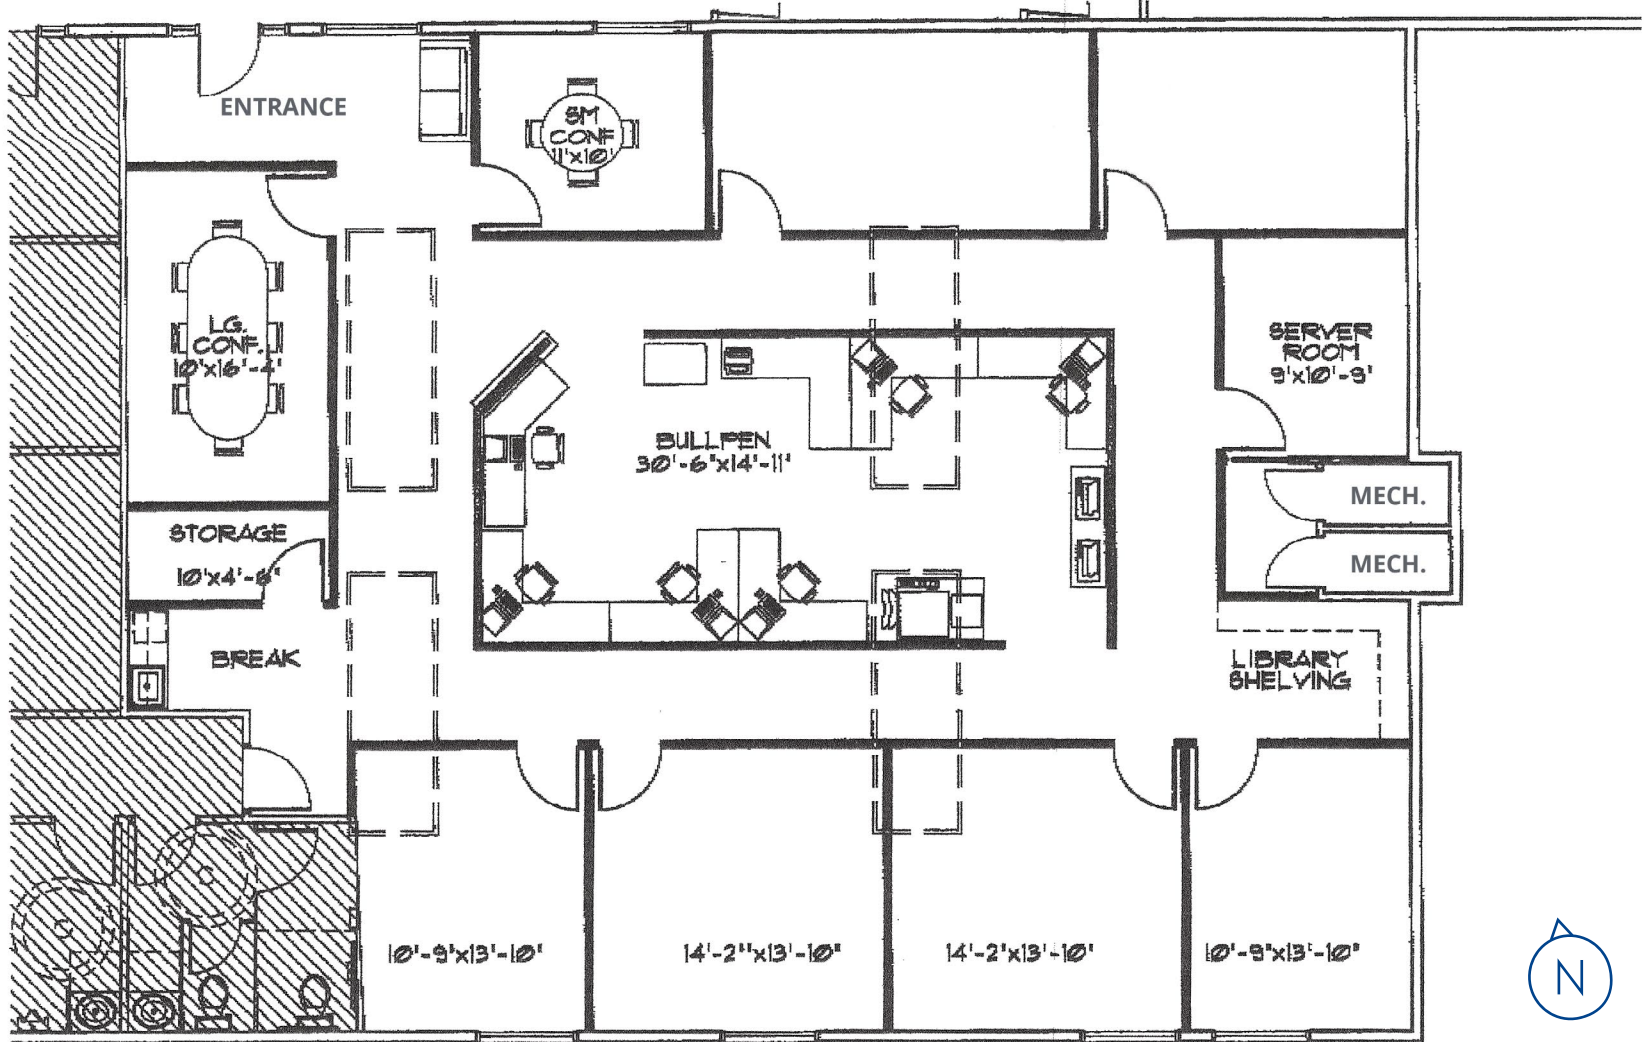 ENTRANCE
SM
CONF
11'x10'
LG.
CONF.
10'x16'-4"
SERVER
ROOM
9'x10'-9"
BULLPEN
30'-6"x14'-11"
MECH.
MECH.
STORAGE
10'x4'-6"
BREAK
LIBRARY
SHELVING
10'-9"x13'-10"
14'-2"x13'-10"
14'-2"x13'-10"
10'-9"x13'-10"
N